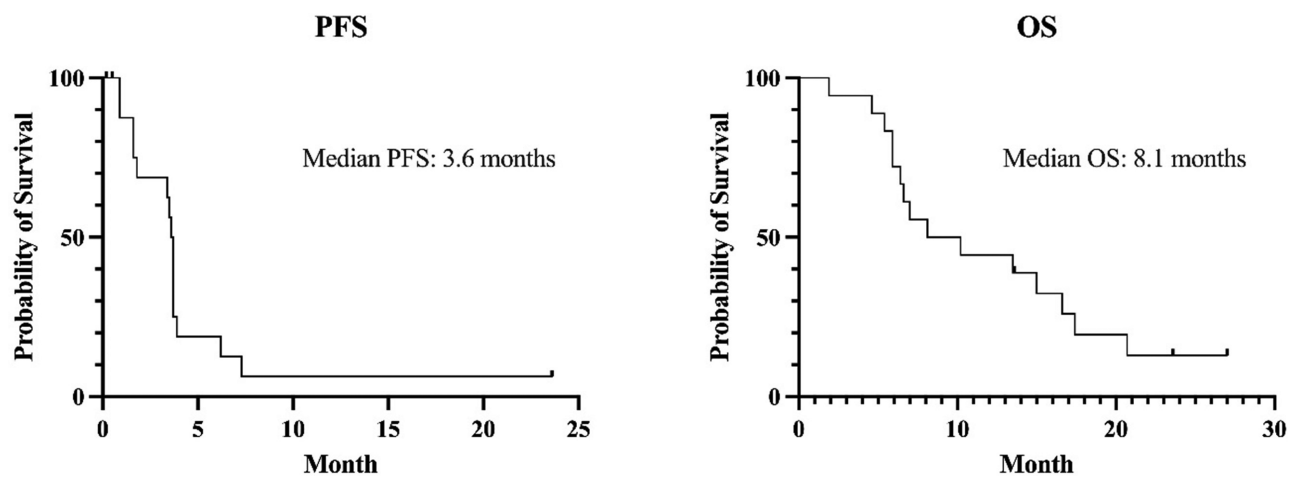 PFS
100
50
0
Probability of Survival
Median PFS: 3.6 months
0 5 10 15 20 25
Month
OS
100
50
0
Probability of Survival
Median OS: 8.1 months
0 10 20 30
Month